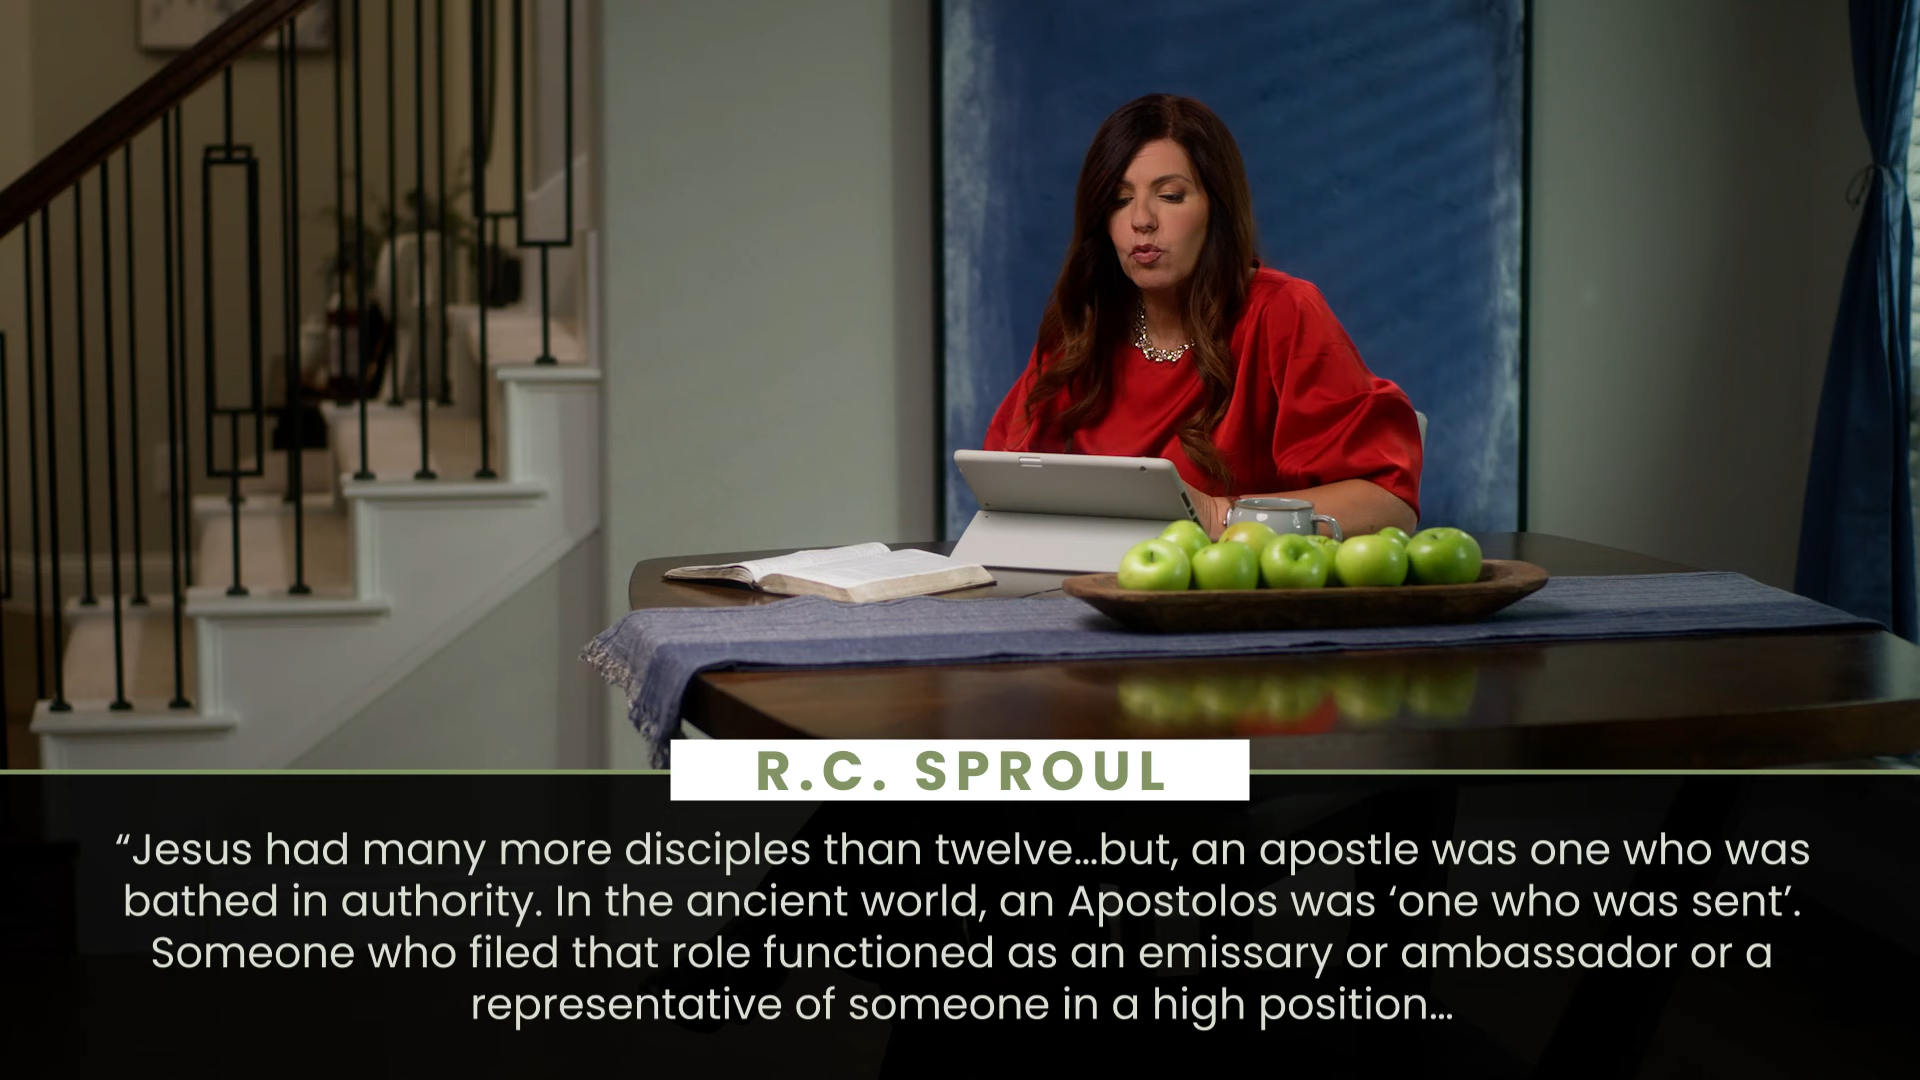 R.C. SPROUL
“Jesus had many more disciples than twelve...but, an apostle was one who was
bathed in authority. In the ancient world, an Apostolos was ‘one who was sent’.
Someone who filed that role functioned as an emissary or ambassador or a
representative of someone in a high position...